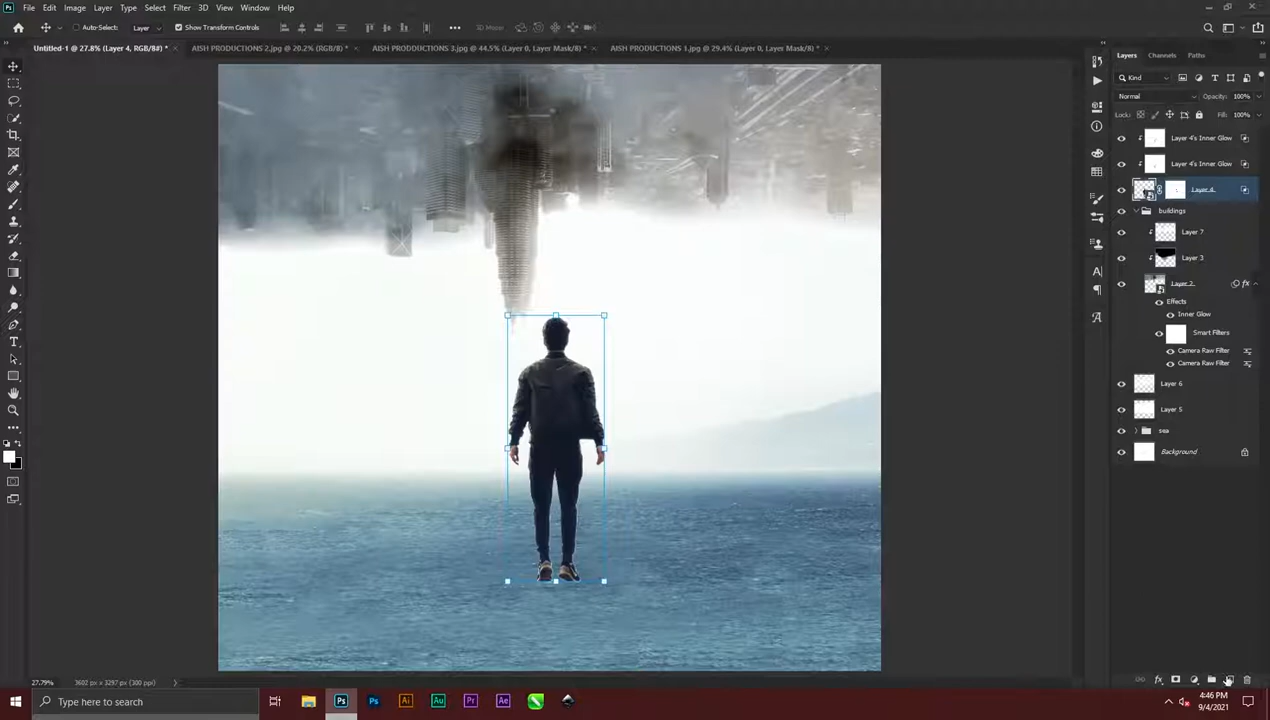 File Edit Image Layer Type Select Filter 3D View Window Help
Auto-Select: Layer Show Transform Controls 3D Mode:
Untitled-1 @ 27.8% (Layer 4, RGB/8#) * AISH PRODUCTIONS 2.jpg @ 20.2% (RGB/8) * AISH PRODDUCTIONS 3.jpg @ 44.5% (Layer 0, Layer Mask/8) * AISH PRODUCTIONS 1.jpg @ 29.4% (Layer 0, Layer Mask/8) *
Layers Channels Paths
Kind
Normal Opacity: 100%
Lock: Fill: 100%
Layer 4's Inner Glow
Layer 4's Inner Glow
Layer 4
buildings
Layer 7
Layer 3
Layer 2
Effects
Inner Glow
Smart Filters
Camera Raw Filter
Camera Raw Filter
Layer 6
Layer 5
sea
Background
27.79% 3602 px x 3297 px (300 ppi)
Type here to search
4:46 PM
9/4/2021